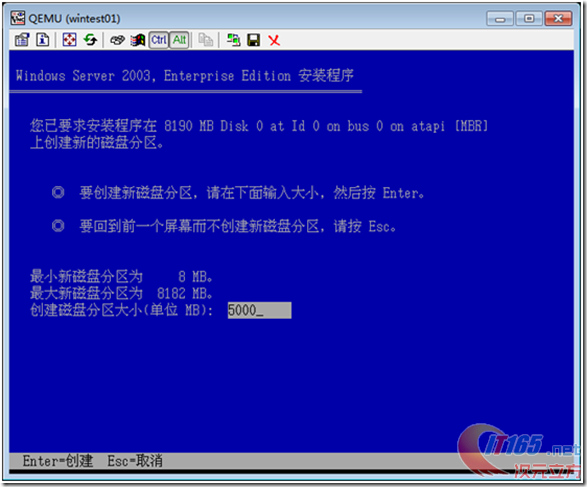 QEMU (wintest01)
Ctrl Alt
Windows Server 2003, Enterprise Edition 安装程序
您已要求安装程序在 8190 MB Disk 0 at Id 0 on bus 0 on atapi [MBR]
上创建新的磁盘分区。
◎ 要创建新磁盘分区，请在下面输入大小，然后按 Enter。
◎ 要回到前一个屏幕而不创建新磁盘分区，请按 Esc。
最小新磁盘分区为 8 MB。
最大新磁盘分区为 8182 MB。
创建磁盘分区大小(单位 MB): 5000_
Enter=创建 Esc=取消
IT165.net
次元立方